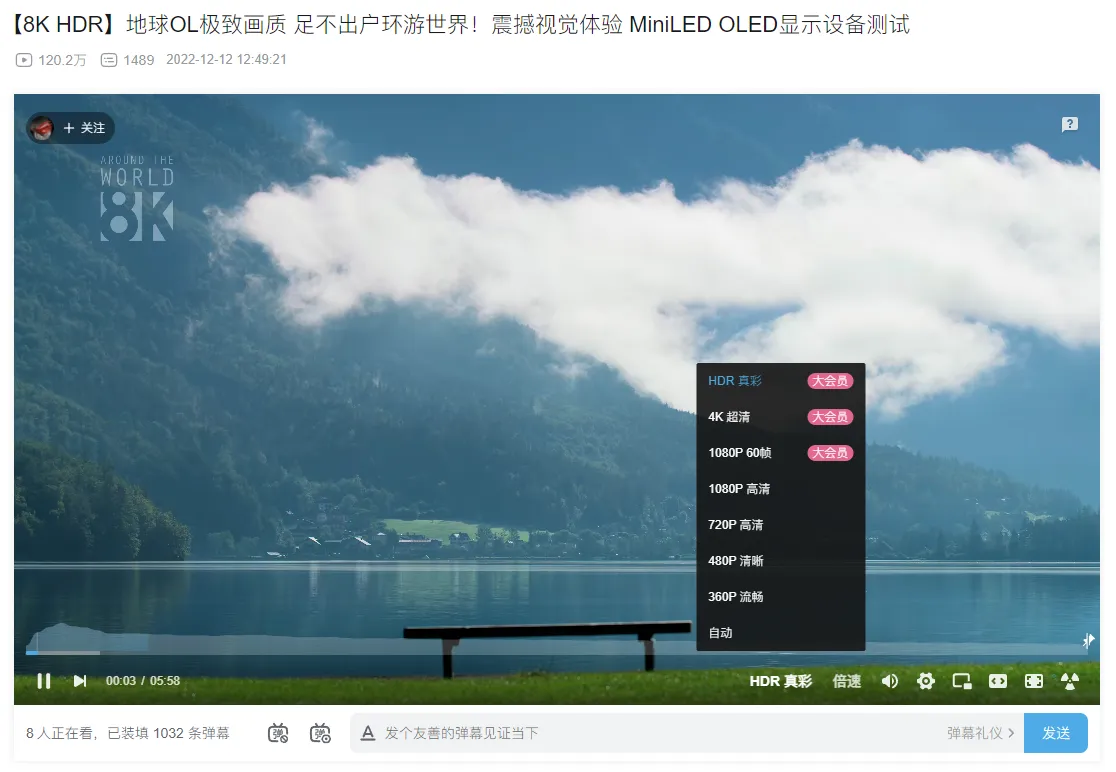 【8K HDR】地球OL极致画质 足不出户环游世界！震撼视觉体验 MiniLED OLED显示设备测试
120.2万 1489 2022-12-12 12:49:21
+ 关注
?
AROUND THE
WORLD
8K
HDR 真彩 大会员
4K 超清 大会员
1080P 60帧 大会员
1080P 高清
720P 高清
480P 清晰
360P 流畅
自动
00:03 / 05:58 HDR 真彩 倍速
8 人正在看，已装填 1032 条弹幕 弹 弹 A 发个友善的弹幕见证当下 弹幕礼仪 > 发送